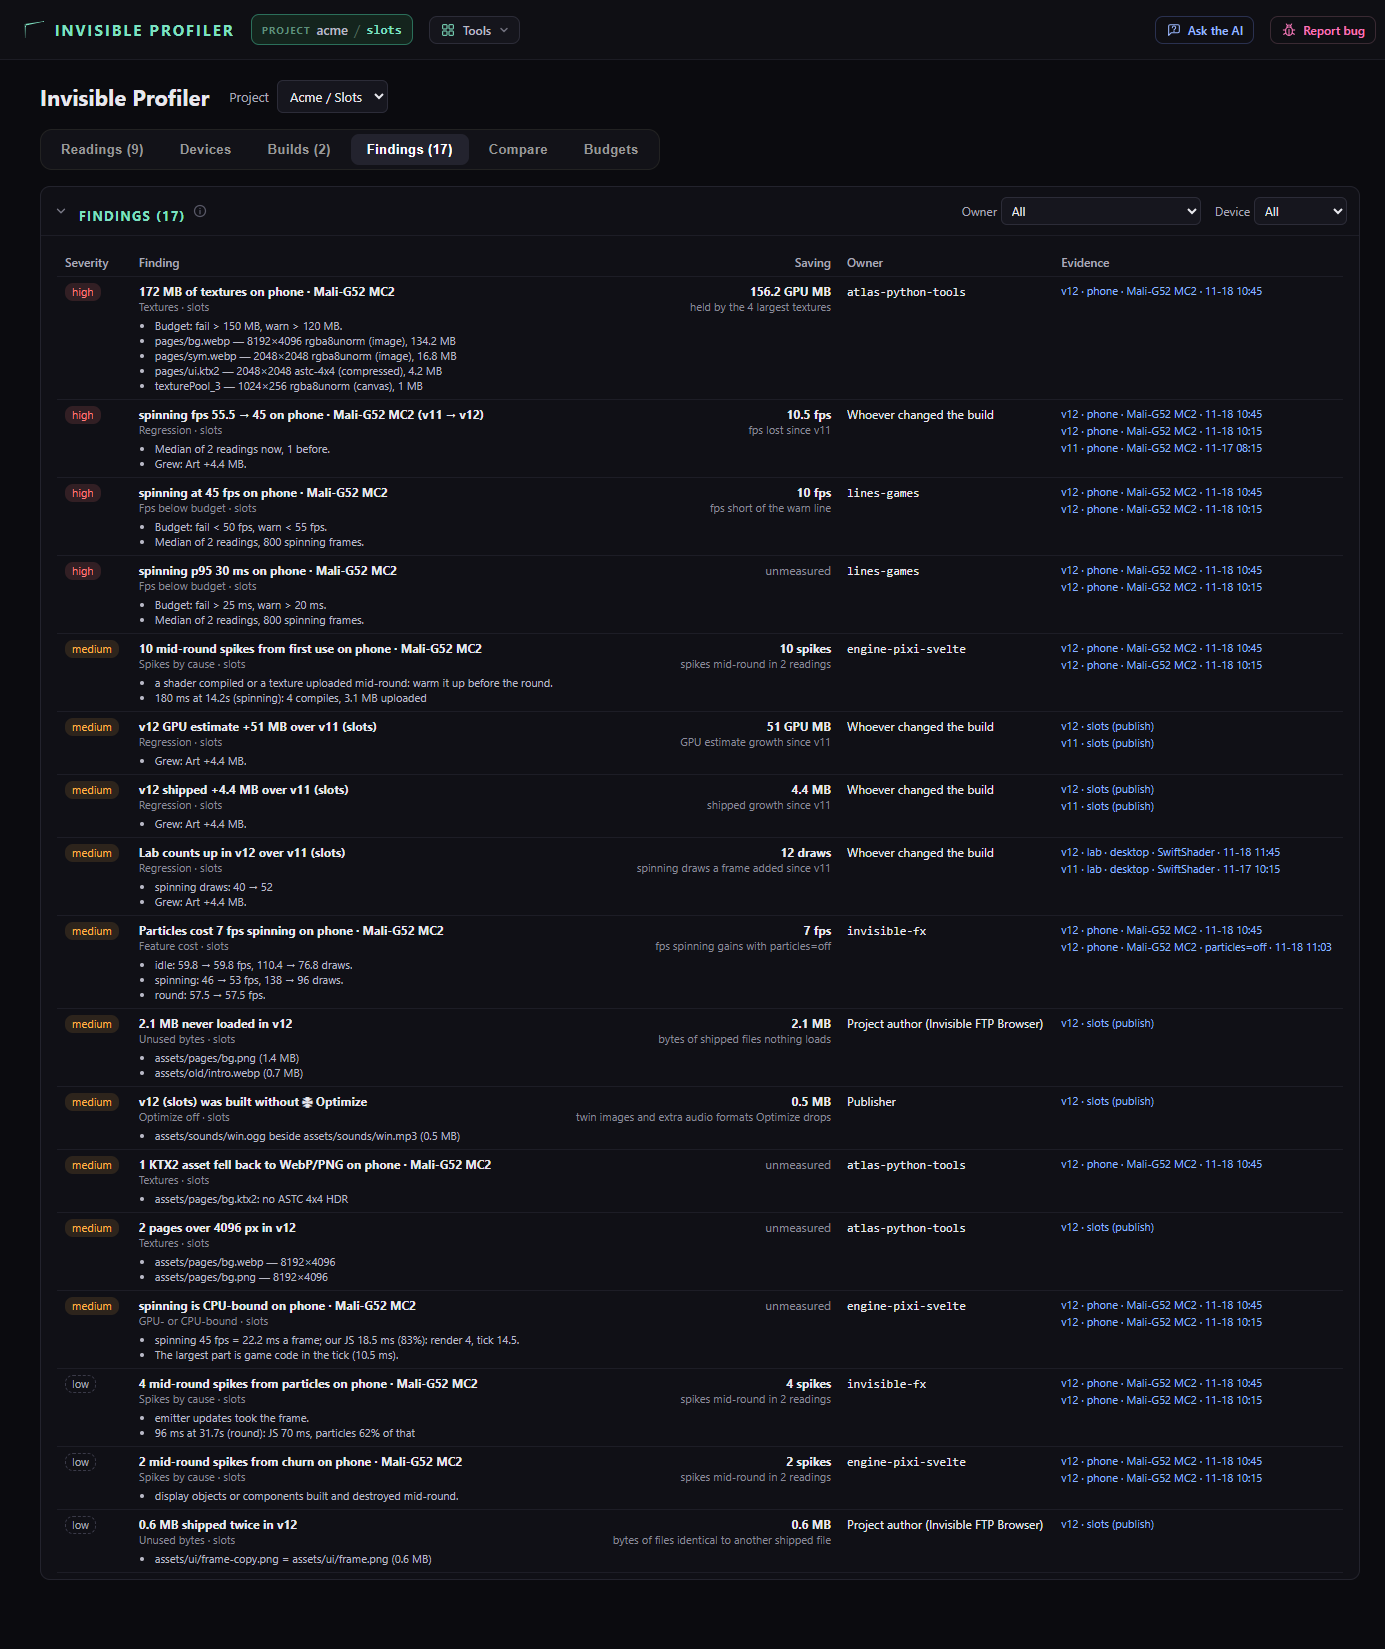 INVISIBLE PROFILER
PROJECT acme / slots
Tools
Ask the AI
Report bug
Invisible Profiler
Project
Acme / Slots
Readings (9)
Devices
Builds (2)
Findings (17)
Compare
Budgets
FINDINGS (17)
Owner
All
Device
All
Severity Finding Saving Owner Evidence
high
172 MB of textures on phone · Mali-G52 MC2
Textures · slots
• Budget: fail > 150 MB, warn > 120 MB.
• pages/bg.webp — 8192×4096 rgba8unorm (image), 134.2 MB
• pages/sym.webp — 2048×2048 rgba8unorm (image), 16.8 MB
• pages/ui.ktx2 — 2048×2048 astc-4x4 (compressed), 4.2 MB
• texturePool_3 — 1024×256 rgba8unorm (canvas), 1 MB
156.2 GPU MB
held by the 4 largest textures
atlas-python-tools
v12 · phone · Mali-G52 MC2 · 11-18 10:45
high
spinning fps 55.5 → 45 on phone · Mali-G52 MC2 (v11 → v12)
Regression · slots
• Median of 2 readings now, 1 before.
• Grew: Art +4.4 MB.
10.5 fps
fps lost since v11
Whoever changed the build
v12 · phone · Mali-G52 MC2 · 11-18 10:45
v12 · phone · Mali-G52 MC2 · 11-18 10:15
v11 · phone · Mali-G52 MC2 · 11-17 08:15
high
spinning at 45 fps on phone · Mali-G52 MC2
Fps below budget · slots
• Budget: fail < 50 fps, warn < 55 fps.
• Median of 2 readings, 800 spinning frames.
10 fps
fps short of the warn line
lines-games
v12 · phone · Mali-G52 MC2 · 11-18 10:45
v12 · phone · Mali-G52 MC2 · 11-18 10:15
high
spinning p95 30 ms on phone · Mali-G52 MC2
Fps below budget · slots
• Budget: fail > 25 ms, warn > 20 ms.
• Median of 2 readings, 800 spinning frames.
unmeasured
lines-games
v12 · phone · Mali-G52 MC2 · 11-18 10:45
v12 · phone · Mali-G52 MC2 · 11-18 10:15
medium
10 mid-round spikes from first use on phone · Mali-G52 MC2
Spikes by cause · slots
• a shader compiled or a texture uploaded mid-round: warm it up before the round.
• 180 ms at 14.2s (spinning): 4 compiles, 3.1 MB uploaded
10 spikes
spikes mid-round in 2 readings
engine-pixi-svelte
v12 · phone · Mali-G52 MC2 · 11-18 10:45
v12 · phone · Mali-G52 MC2 · 11-18 10:15
medium
v12 GPU estimate +51 MB over v11 (slots)
Regression · slots
• Grew: Art +4.4 MB.
51 GPU MB
GPU estimate growth since v11
Whoever changed the build
v12 · slots (publish)
v11 · slots (publish)
medium
v12 shipped +4.4 MB over v11 (slots)
Regression · slots
• Grew: Art +4.4 MB.
4.4 MB
shipped growth since v11
Whoever changed the build
v12 · slots (publish)
v11 · slots (publish)
medium
Lab counts up in v12 over v11 (slots)
Regression · slots
• spinning draws: 40 → 52
• Grew: Art +4.4 MB.
12 draws
spinning draws a frame added since v11
Whoever changed the build
v12 · lab · desktop · SwiftShader · 11-18 11:45
v11 · lab · desktop · SwiftShader · 11-17 10:15
medium
Particles cost 7 fps spinning on phone · Mali-G52 MC2
Feature cost · slots
• idle: 59.8 → 59.8 fps, 110.4 → 76.8 draws.
• spinning: 46 → 53 fps, 138 → 96 draws.
• round: 57.5 → 57.5 fps.
7 fps
fps spinning gains with particles=off
invisible-fx
v12 · phone · Mali-G52 MC2 · 11-18 10:45
v12 · phone · Mali-G52 MC2 · particles=off · 11-18 11:03
medium
2.1 MB never loaded in v12
Unused bytes · slots
• assets/pages/bg.png (1.4 MB)
• assets/old/intro.webp (0.7 MB)
2.1 MB
bytes of shipped files nothing loads
Project author (Invisible FTP Browser)
v12 · slots (publish)
medium
v12 (slots) was built without Optimize
Optimize off · slots
• assets/sounds/win.ogg beside assets/sounds/win.mp3 (0.5 MB)
0.5 MB
twin images and extra audio formats Optimize drops
Publisher
v12 · slots (publish)
medium
1 KTX2 asset fell back to WebP/PNG on phone · Mali-G52 MC2
Textures · slots
• assets/pages/bg.ktx2: no ASTC 4x4 HDR
unmeasured
atlas-python-tools
v12 · phone · Mali-G52 MC2 · 11-18 10:45
medium
2 pages over 4096 px in v12
Textures · slots
• assets/pages/bg.webp — 8192×4096
• assets/pages/bg.png — 8192×4096
unmeasured
atlas-python-tools
v12 · slots (publish)
medium
spinning is CPU-bound on phone · Mali-G52 MC2
GPU- or CPU-bound · slots
• spinning 45 fps = 22.2 ms a frame; our JS 18.5 ms (83%): render 4, tick 14.5.
• The largest part is game code in the tick (10.5 ms).
unmeasured
engine-pixi-svelte
v12 · phone · Mali-G52 MC2 · 11-18 10:45
v12 · phone · Mali-G52 MC2 · 11-18 10:15
low
4 mid-round spikes from particles on phone · Mali-G52 MC2
Spikes by cause · slots
• emitter updates took the frame.
• 96 ms at 31.7s (round): JS 70 ms, particles 62% of that
4 spikes
spikes mid-round in 2 readings
invisible-fx
v12 · phone · Mali-G52 MC2 · 11-18 10:45
v12 · phone · Mali-G52 MC2 · 11-18 10:15
low
2 mid-round spikes from churn on phone · Mali-G52 MC2
Spikes by cause · slots
• display objects or components built and destroyed mid-round.
2 spikes
spikes mid-round in 2 readings
engine-pixi-svelte
v12 · phone · Mali-G52 MC2 · 11-18 10:45
v12 · phone · Mali-G52 MC2 · 11-18 10:15
low
0.6 MB shipped twice in v12
Unused bytes · slots
• assets/ui/frame-copy.png = assets/ui/frame.png (0.6 MB)
0.6 MB
bytes of files identical to another shipped file
Project author (Invisible FTP Browser)
v12 · slots (publish)